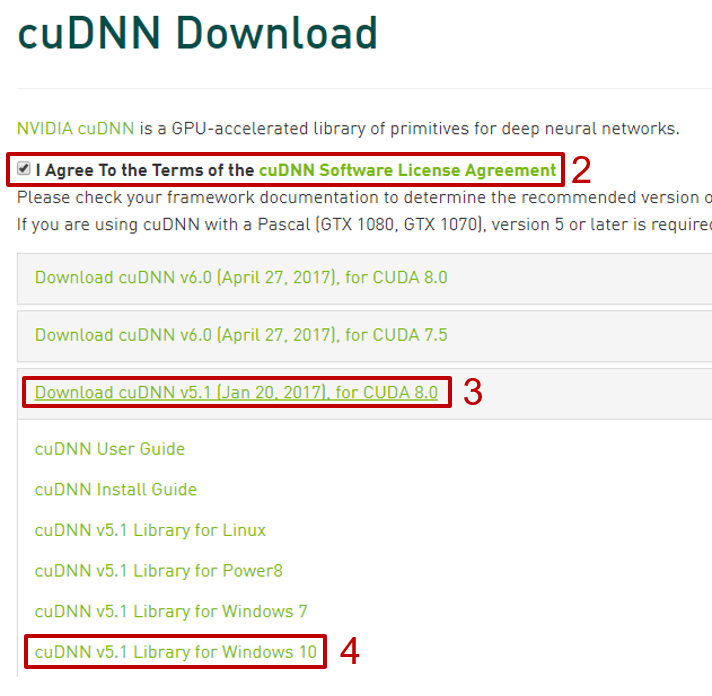 cuDNN Download
NVIDIA cuDNN is a GPU-accelerated library of primitives for deep neural networks.
I Agree To the Terms of the cuDNN Software License Agreement 2
Please check your framework documentation to determine the recommended version o
If you are using cuDNN with a Pascal (GTX 1080, GTX 1070), version 5 or later is require
Download cuDNN v6.0 (April 27, 2017), for CUDA 8.0
Download cuDNN v6.0 (April 27, 2017), for CUDA 7.5
Download cuDNN v5.1 (Jan 20, 2017), for CUDA 8.0 3
cuDNN User Guide
cuDNN Install Guide
cuDNN v5.1 Library for Linux
cuDNN v5.1 Library for Power8
cuDNN v5.1 Library for Windows 7
cuDNN v5.1 Library for Windows 10 4